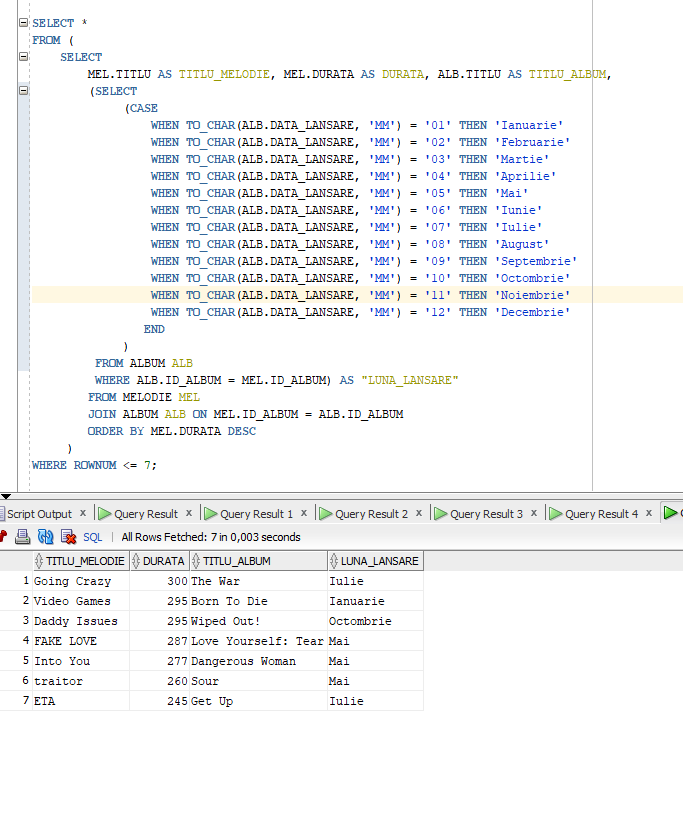 SELECT *
FROM (
SELECT
MEL.TITLU AS TITLU_MELODIE, MEL.DURATA AS DURATA, ALB.TITLU AS TITLU_ALBUM,
(SELECT
(CASE
WHEN TO_CHAR(ALB.DATA_LANSARE, 'MM') = '01' THEN 'Ianuarie'
WHEN TO_CHAR(ALB.DATA_LANSARE, 'MM') = '02' THEN 'Februarie'
WHEN TO_CHAR(ALB.DATA_LANSARE, 'MM') = '03' THEN 'Martie'
WHEN TO_CHAR(ALB.DATA_LANSARE, 'MM') = '04' THEN 'Aprilie'
WHEN TO_CHAR(ALB.DATA_LANSARE, 'MM') = '05' THEN 'Mai'
WHEN TO_CHAR(ALB.DATA_LANSARE, 'MM') = '06' THEN 'Iunie'
WHEN TO_CHAR(ALB.DATA_LANSARE, 'MM') = '07' THEN 'Iulie'
WHEN TO_CHAR(ALB.DATA_LANSARE, 'MM') = '08' THEN 'August'
WHEN TO_CHAR(ALB.DATA_LANSARE, 'MM') = '09' THEN 'Septembrie'
WHEN TO_CHAR(ALB.DATA_LANSARE, 'MM') = '10' THEN 'Octombrie'
WHEN TO_CHAR(ALB.DATA_LANSARE, 'MM') = '11' THEN 'Noiembrie'
WHEN TO_CHAR(ALB.DATA_LANSARE, 'MM') = '12' THEN 'Decembrie'
END
)
FROM ALBUM ALB
WHERE ALB.ID_ALBUM = MEL.ID_ALBUM) AS "LUNA_LANSARE"
FROM MELODIE MEL
JOIN ALBUM ALB ON MEL.ID_ALBUM = ALB.ID_ALBUM
ORDER BY MEL.DURATA DESC
)
WHERE ROWNUM <= 7;
Script Output x Query Result x Query Result 1 x Query Result 2 x Query Result 3 x Query Result 4 x
SQL | All Rows Fetched: 7 in 0,003 seconds
TITLU_MELODIE DURATA TITLU_ALBUM LUNA_LANSARE
1 Going Crazy 300 The War Iulie
2 Video Games 295 Born To Die Ianuarie
3 Daddy Issues 295 Wiped Out! Octombrie
4 FAKE LOVE 287 Love Yourself: Tear Mai
5 Into You 277 Dangerous Woman Mai
6 traitor 260 Sour Mai
7 ETA 245 Get Up Iulie